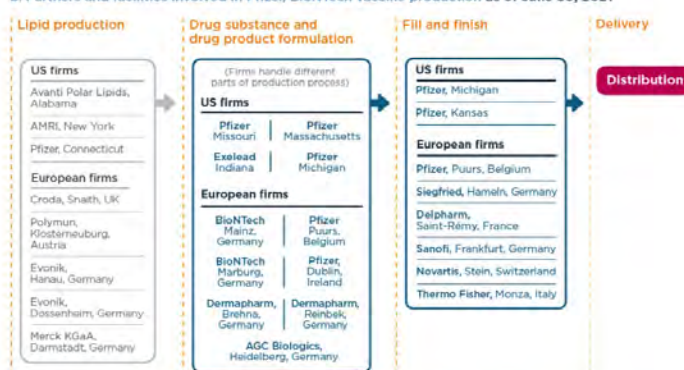 Lipid production
Drug substance and
drug product formulation
Fill and finish
Delivery
US firms
Avanti Polar Lipids,
Alabama
AMRI, New York
Pfizer, Connecticut
European firms
Croda, Snaith, UK
Polymun,
Klosterneuburg,
Austria
Evonik,
Hanau, Germany
Evonik,
Dossenheim, Germany
Merck KGaA,
Darmstadt, Germany
(Firms handle different
parts of production process)
US firms
Pfizer
Missouri
Pfizer
Massachusetts
Exelead
Indiana
Pfizer
Michigan
European firms
BioNTech
Mainz,
Germany
Pfizer
Puurs,
Belgium
BioNTech
Marburg,
Germany
Pfizer,
Dublin,
Ireland
Dermapharm,
Brehna,
Germany
Dermapharm,
Reinbek,
Germany
AGC Biologics,
Heidelberg, Germany
US firms
Pfizer, Michigan
Pfizer, Kansas
European firms
Pfizer, Puurs, Belgium
Siegfried, Hameln, Germany
Delpharm,
Saint-Rémy, France
Sanofi, Frankfurt, Germany
Novartis, Stein, Switzerland
Thermo Fisher, Monza, Italy
Distribution